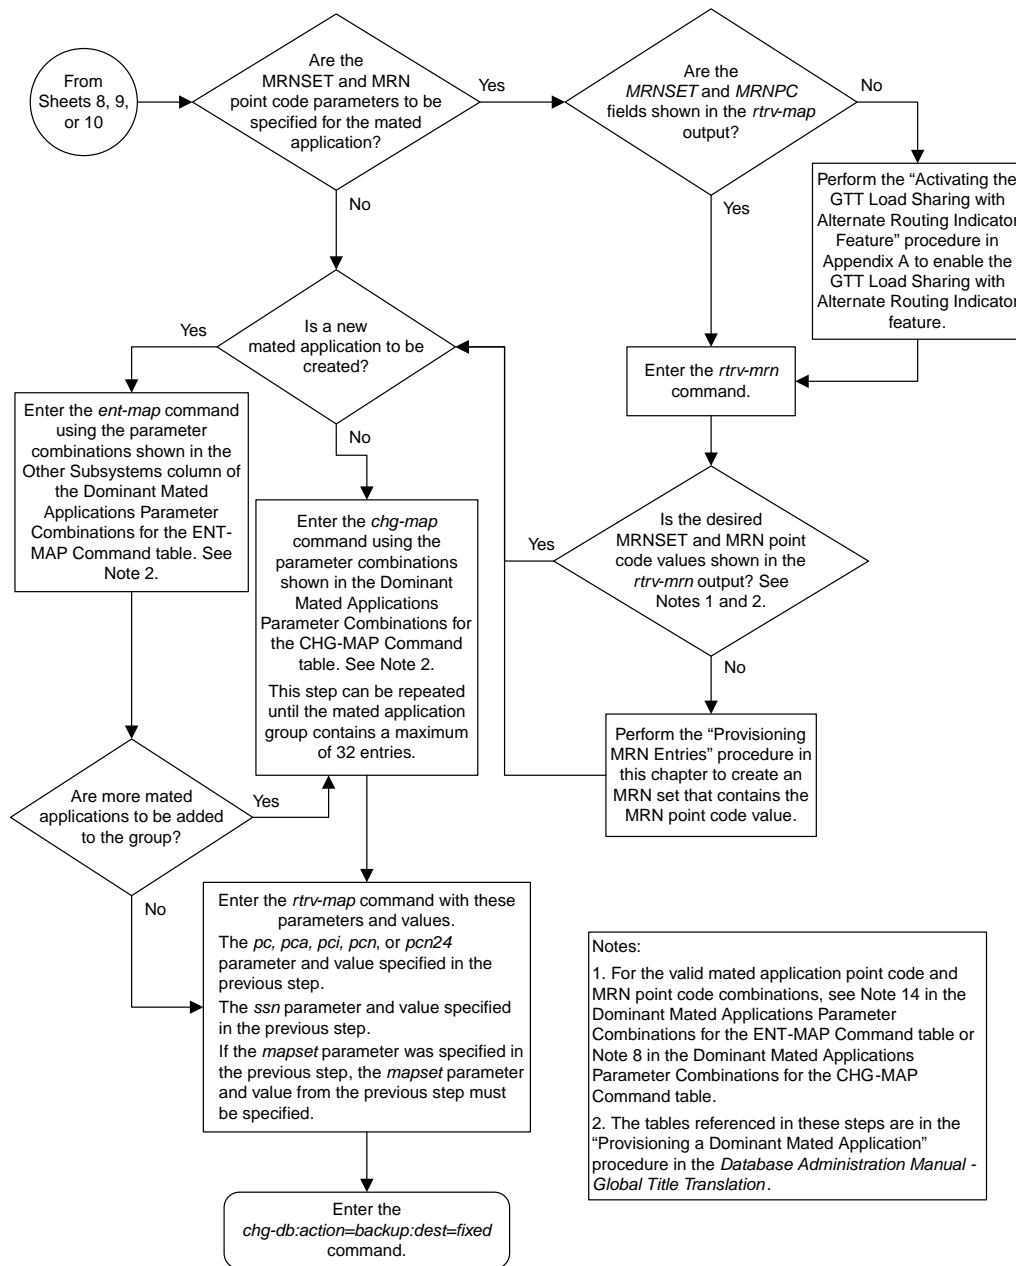 From
Sheets 8, 9,
or 10
Are the
MRNSET and MRN
point code parameters to be
specified for the mated
application?
Yes
No
Are the
MRNSET and MRNPC
fields shown in the rtrv-map
output?
No
Yes
Perform the “Activating the
GTT Load Sharing with
Alternate Routing Indicator
Feature” procedure in
Appendix A to enable the
GTT Load Sharing with
Alternate Routing Indicator
feature.
Enter the rtrv-mrn
command.
Is the desired
MRNSET and MRN point
code values shown in the
rtrv-mrn output? See
Notes 1 and 2.
Yes
No
Perform the “Provisioning
MRN Entries” procedure in
this chapter to create an
MRN set that contains the
MRN point code value.
Is a new
mated application to be
created?
Yes
No
Enter the ent-map command
using the parameter
combinations shown in the
Other Subsystems column of
the Dominant Mated
Applications Parameter
Combinations for the ENT-
MAP Command table. See
Note 2.
Enter the chg-map
command using the
parameter combinations
shown in the Dominant
Mated Applications
Parameter Combinations for
the CHG-MAP Command
table. See Note 2.
This step can be repeated
until the mated application
group contains a maximum
of 32 entries.
Are more mated
applications to be added
to the group?
Yes
No
Enter the rtrv-map command with these
parameters and values.
The pc, pca, pci, pcn, or pcn24
parameter and value specified in the
previous step.
The ssn parameter and value specified
in the previous step.
If the mapset parameter was specified in
the previous step, the mapset parameter
and value from the previous step must
be specified.
Enter the
chg-db:action=backup:dest=fixed
command.
Notes:
1. For the valid mated application point code and
MRN point code combinations, see Note 14 in the
Dominant Mated Applications Parameter
Combinations for the ENT-MAP Command table or
Note 8 in the Dominant Mated Applications
Parameter Combinations for the CHG-MAP
Command table.
2. The tables referenced in these steps are in the
“Provisioning a Dominant Mated Application”
procedure in the Database Administration Manual -
Global Title Translation.